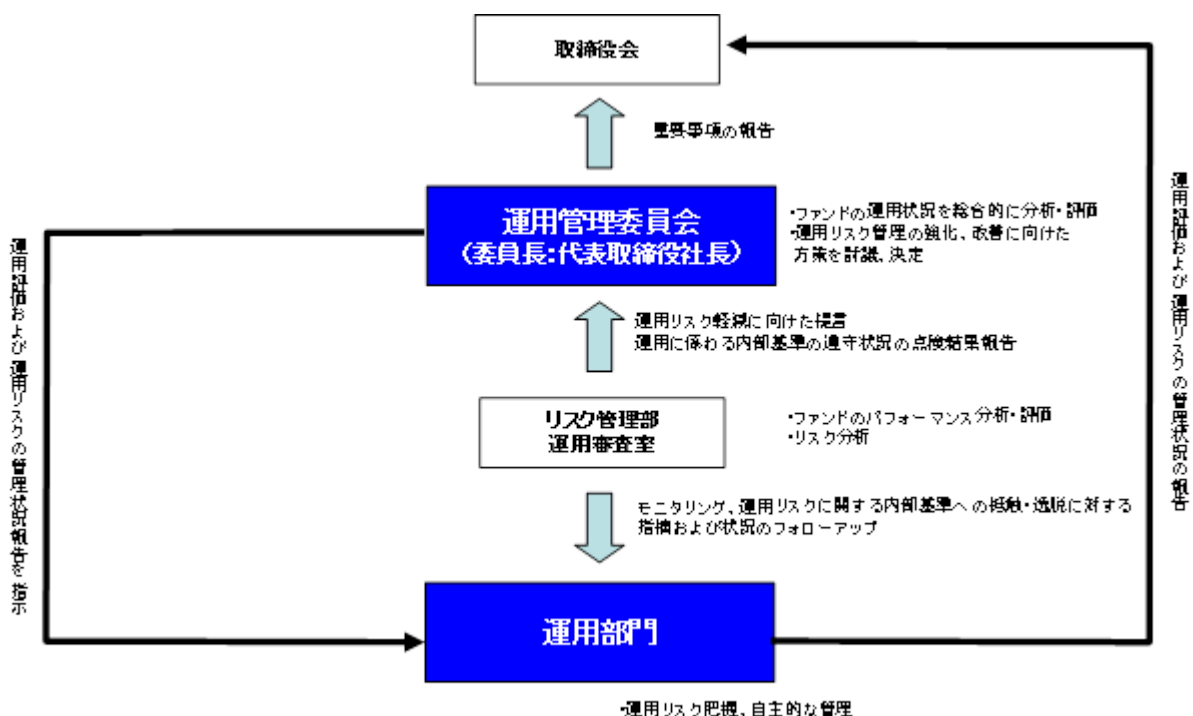 取締役会
重要事項の報告
運用管理委員会
(委員長:代表取締役社長)
・ファンドの運用状況を総合的に分析・評価
・運用リスク管理の強化、改善に向けた
方策を討議、決定
運用リスク軽減に向けた提言
運用に係わる内部基準の遵守状況の点検結果報告
リスク管理部
運用審査室
・ファンドのパフォーマンス分析・評価
・リスク分析
モニタリング、運用リスクに関する内部基準への抵触・逸脱に対する
指摘および状況のフォローアップ
運用部門
・運用リスク把握、自主的な管理
運用評価および運用リスクの管理状況報告を指示
運用評価および運用リスクの管理状況の報告